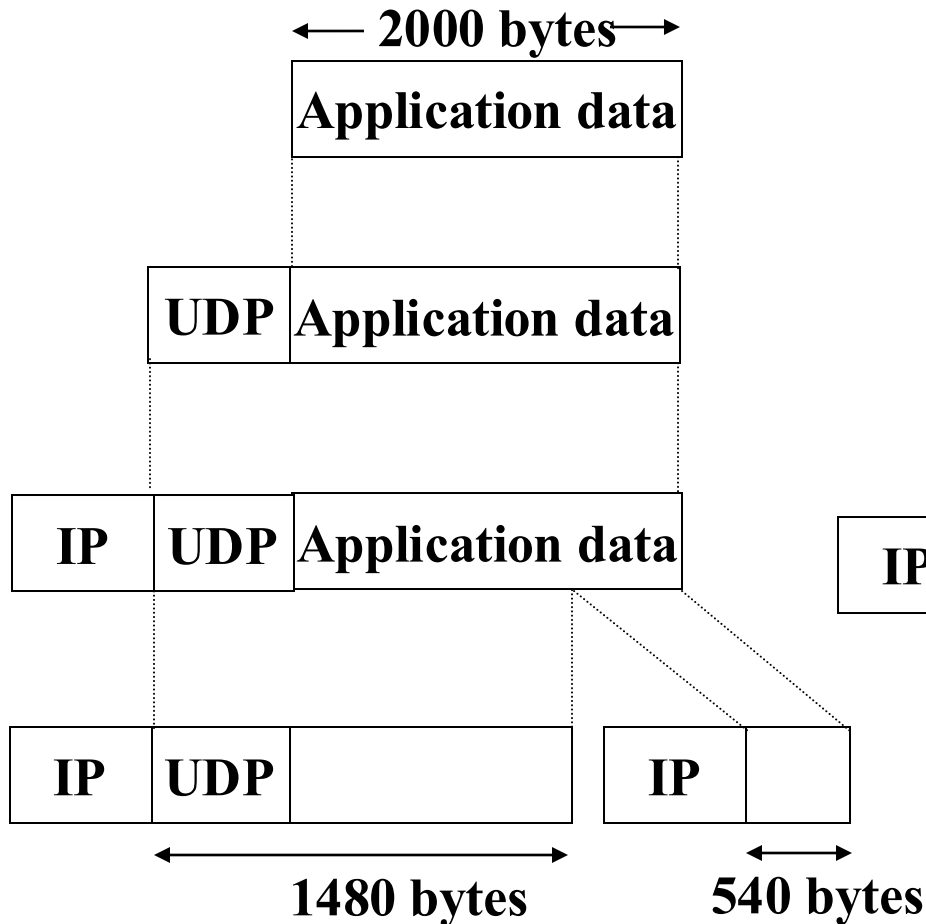 2000 bytes
Application data
UDP Application data
IP UDP Application data
IP
IP UDP
IP
1480 bytes
540 bytes